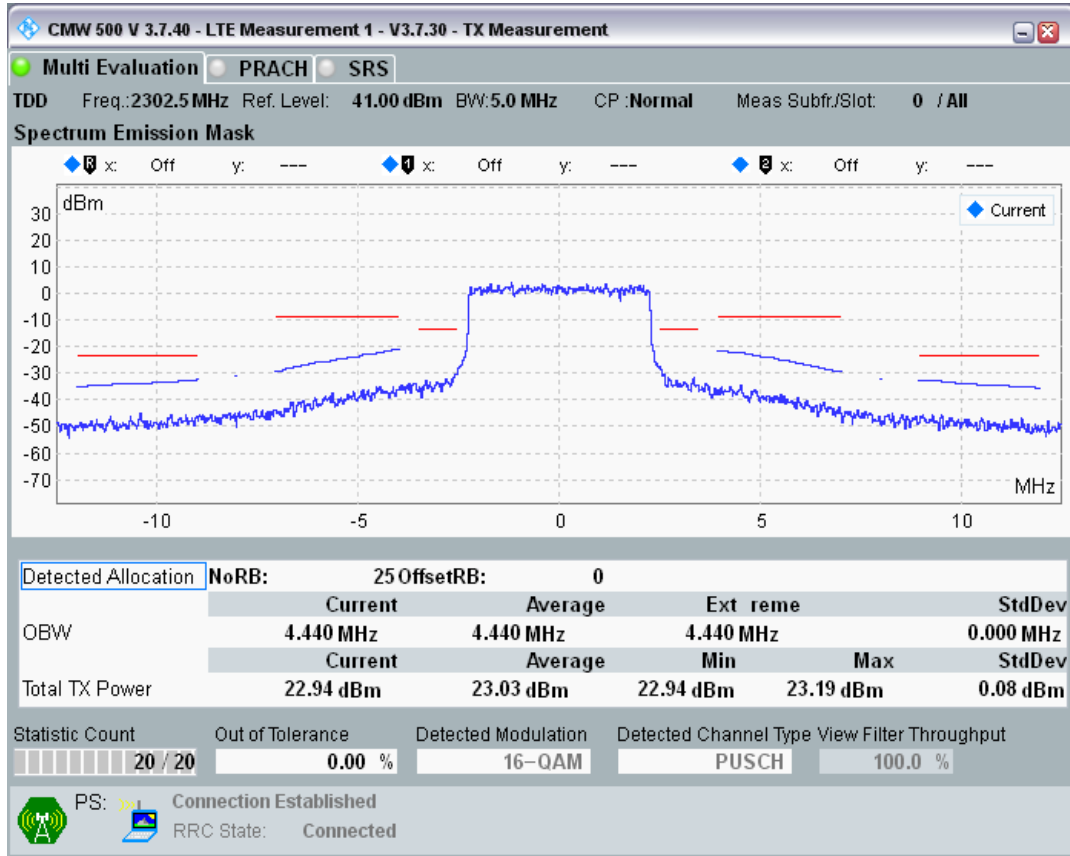 CMW 500 V 3.7.40 - LTE Measurement 1 - V3.7.30 - TX Measurement
Multi Evaluation PRACH SRS
TDD Freq.:2302.5 MHz Ref. Level: 41.00 dBm BW:5.0 MHz CP :Normal Meas Subfr./Slot: 0 / All
Spectrum Emission Mask
R x: Off y: --- 1 x: Off y: --- 2 x: Off y: ---
dBm
Current
30
20
10
0
-10
-20
-30
-40
-50
-60
-70
MHz
-10 -5 0 5 10
Detected Allocation NoRB: 25 OffsetRB: 0
Current Average Ext reme StdDev
OBW 4.440 MHz 4.440 MHz 4.440 MHz 0.000 MHz
Current Average Min Max StdDev
Total TX Power 22.94 dBm 23.03 dBm 22.94 dBm 23.19 dBm 0.08 dBm
Statistic Count Out of Tolerance Detected Modulation Detected Channel Type View Filter Throughput
20 / 20 0.00 % 16-QAM PUSCH 100.0 %
PS: Connection Established
RRC State: Connected